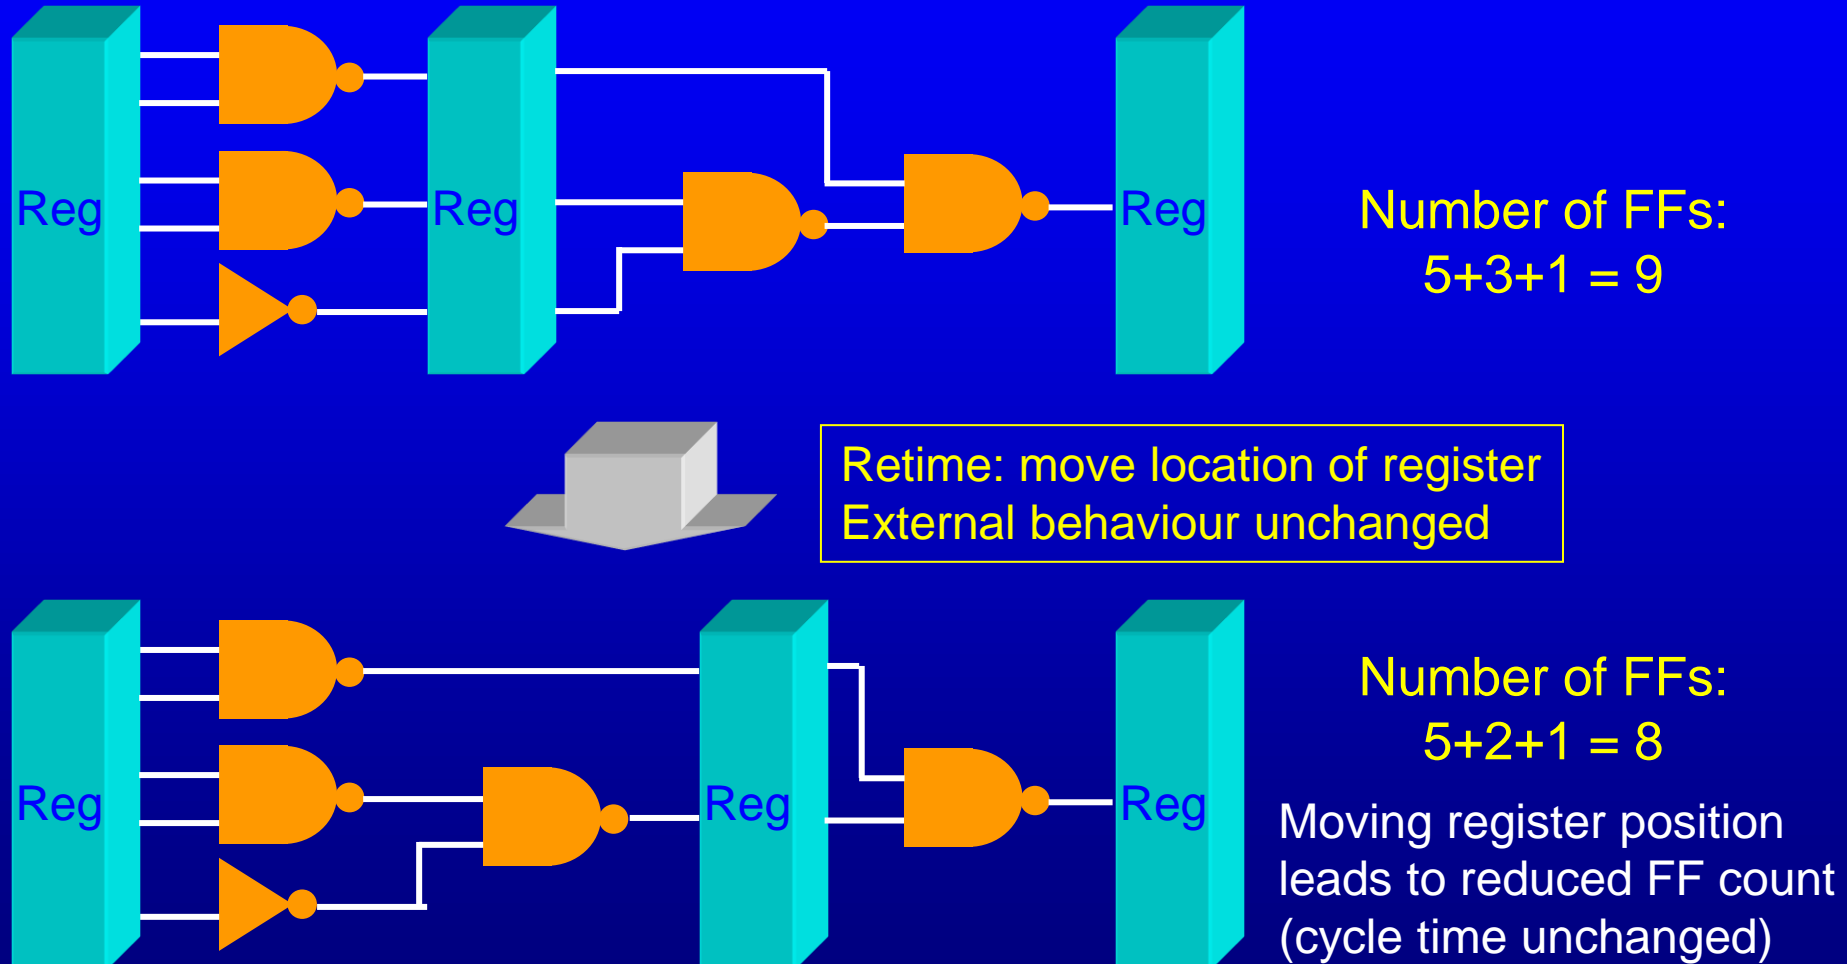 Reg
Reg
Reg
Number of FFs:
5+3+1 = 9
Retime: move location of register
External behaviour unchanged
Reg
Reg
Reg
Number of FFs:
5+2+1 = 8
Moving register position
leads to reduced FF count
(cycle time unchanged)